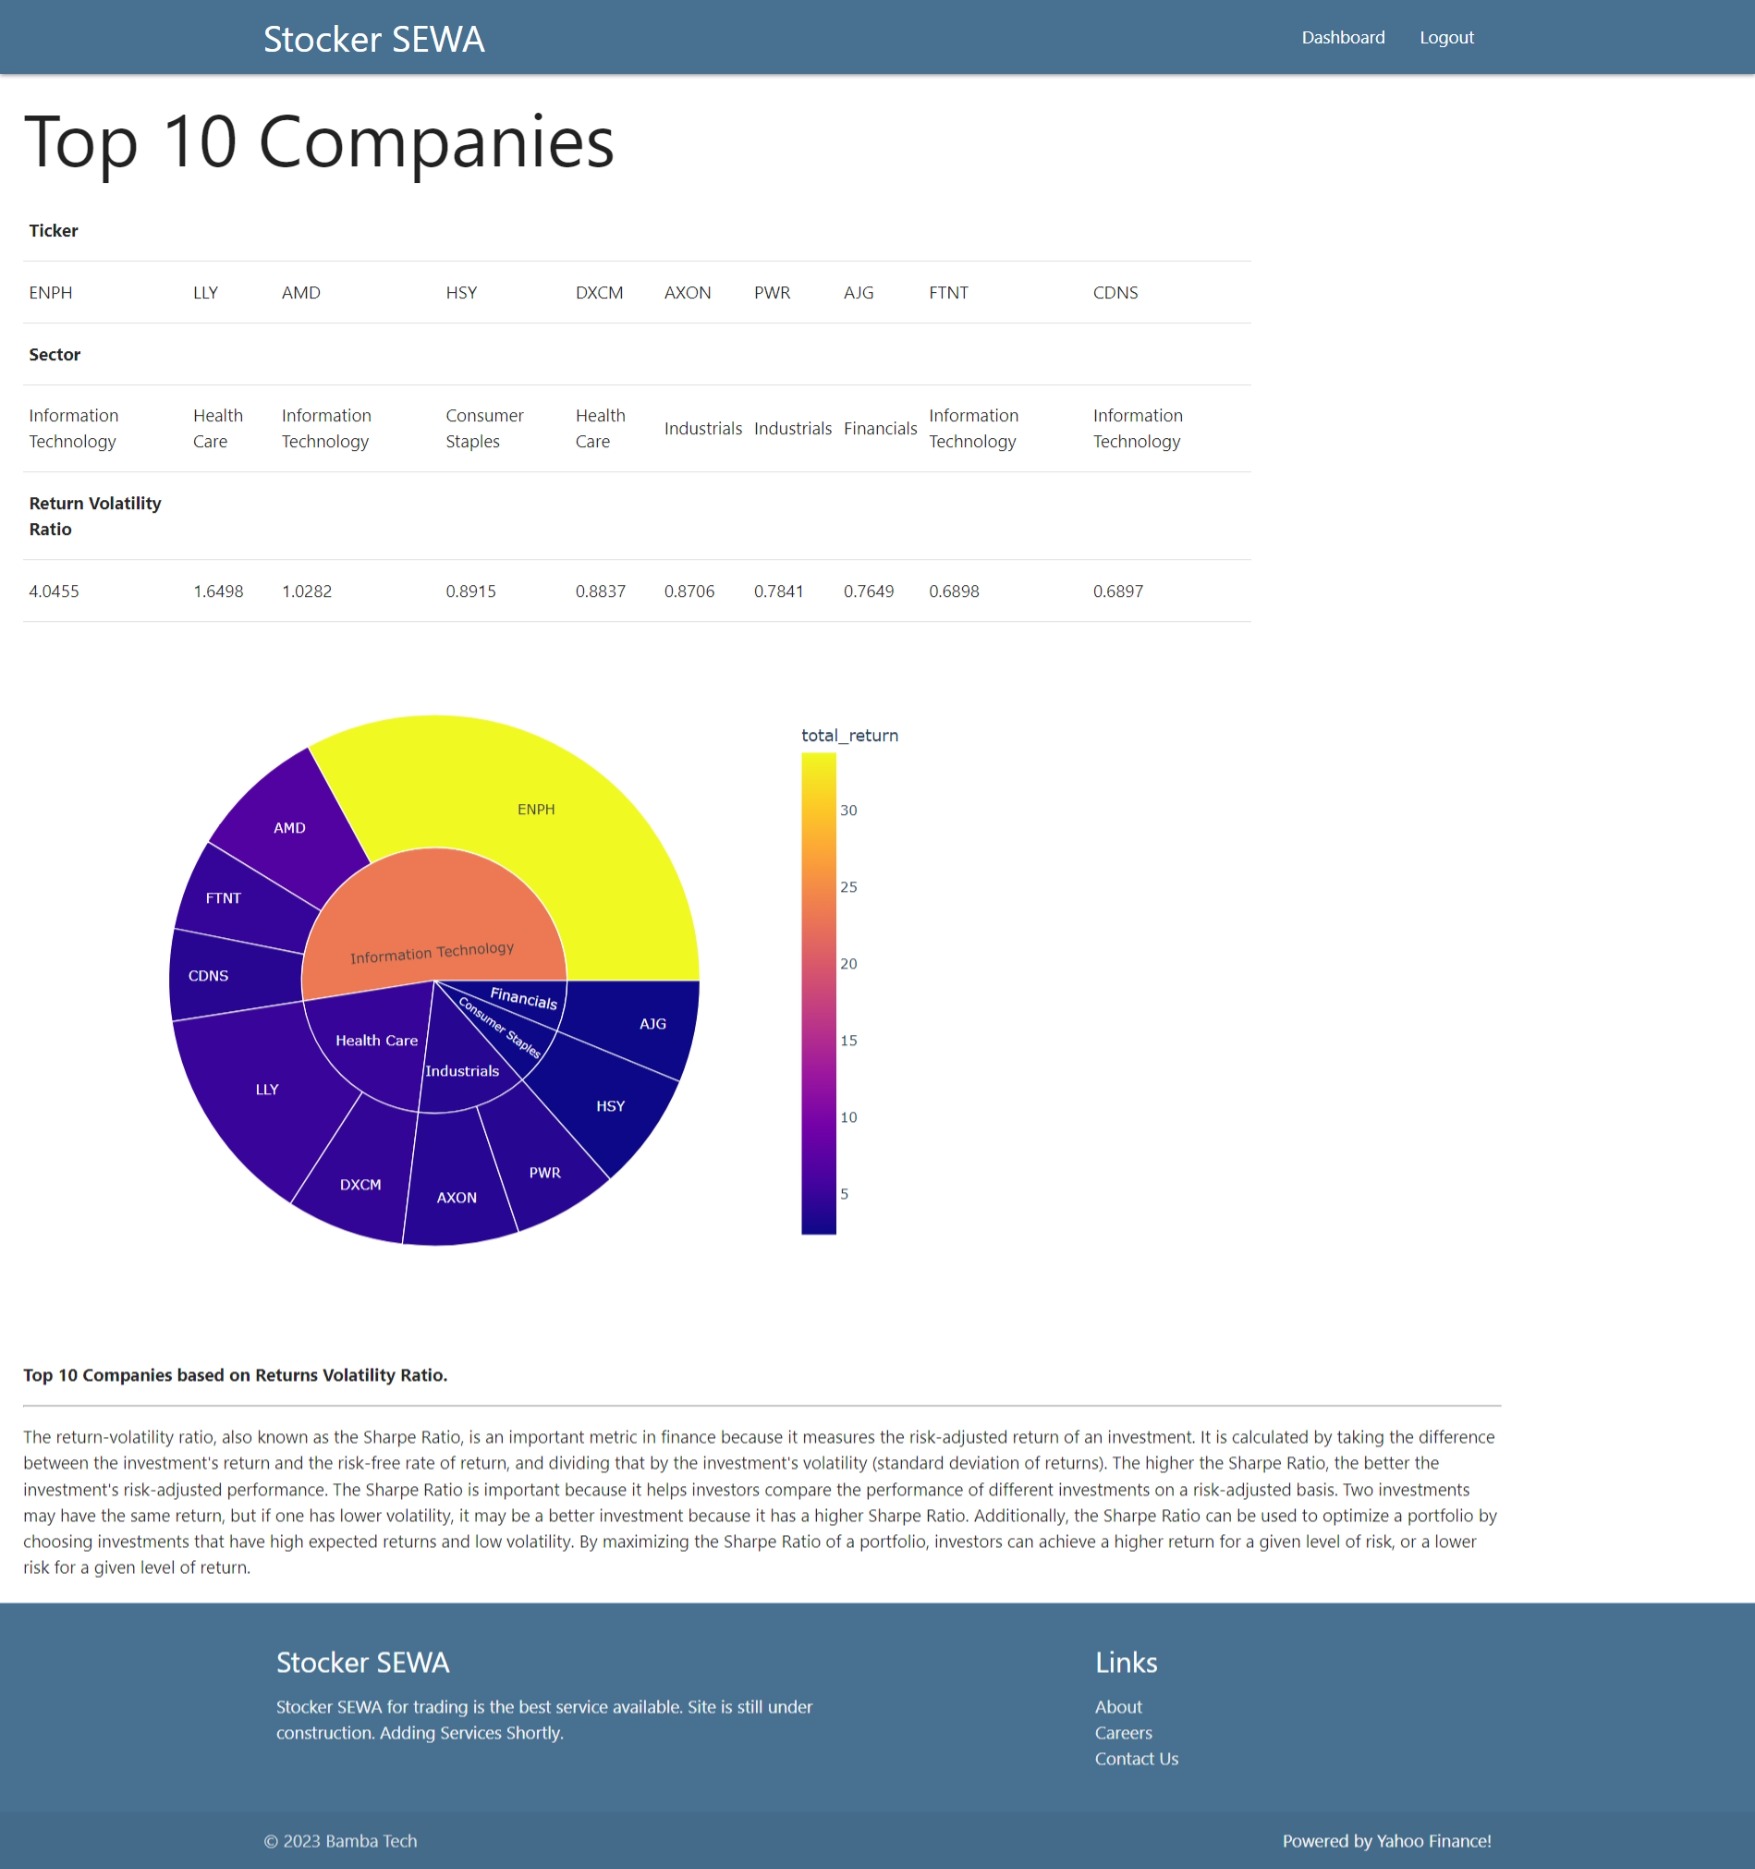 Stocker SEWA
Dashboard Logout
Top 10 Companies
Ticker
ENPH LLY AMD HSY DXCM AXON PWR AJG FTNT CDNS
Sector
Information Technology Health Care Information Technology Consumer Staples Health Care Industrials Industrials Financials Information Technology Information Technology
Return Volatility
Ratio
4.0455 1.6498 1.0282 0.8915 0.8837 0.8706 0.7841 0.7649 0.6898 0.6897
total_return
30
25
20
15
10
5
ENPH
AMD
FTNT
CDNS
Information Technology
Financials
Consumer Staples
AJG
Health Care
Industrials
LLY
HSY
DXCM
AXON
PWR
Top 10 Companies based on Returns Volatility Ratio.
The return-volatility ratio, also known as the Sharpe Ratio, is an important metric in finance because it measures the risk-adjusted return of an investment. It is calculated by taking the difference
between the investment's return and the risk-free rate of return, and dividing that by the investment's volatility (standard deviation of returns). The higher the Sharpe Ratio, the better the
investment's risk-adjusted performance. The Sharpe Ratio is important because it helps investors compare the performance of different investments on a risk-adjusted basis. Two investments
may have the same return, but if one has lower volatility, it may be a better investment because it has a higher Sharpe Ratio. Additionally, the Sharpe Ratio can be used to optimize a portfolio by
choosing investments that have high expected returns and low volatility. By maximizing the Sharpe Ratio of a portfolio, investors can achieve a higher return for a given level of risk, or a lower
risk for a given level of return.
Stocker SEWA
Stocker SEWA for trading is the best service available. Site is still under
construction. Adding Services Shortly.
Links
About
Careers
Contact Us
© 2023 Bamba Tech
Powered by Yahoo Finance!